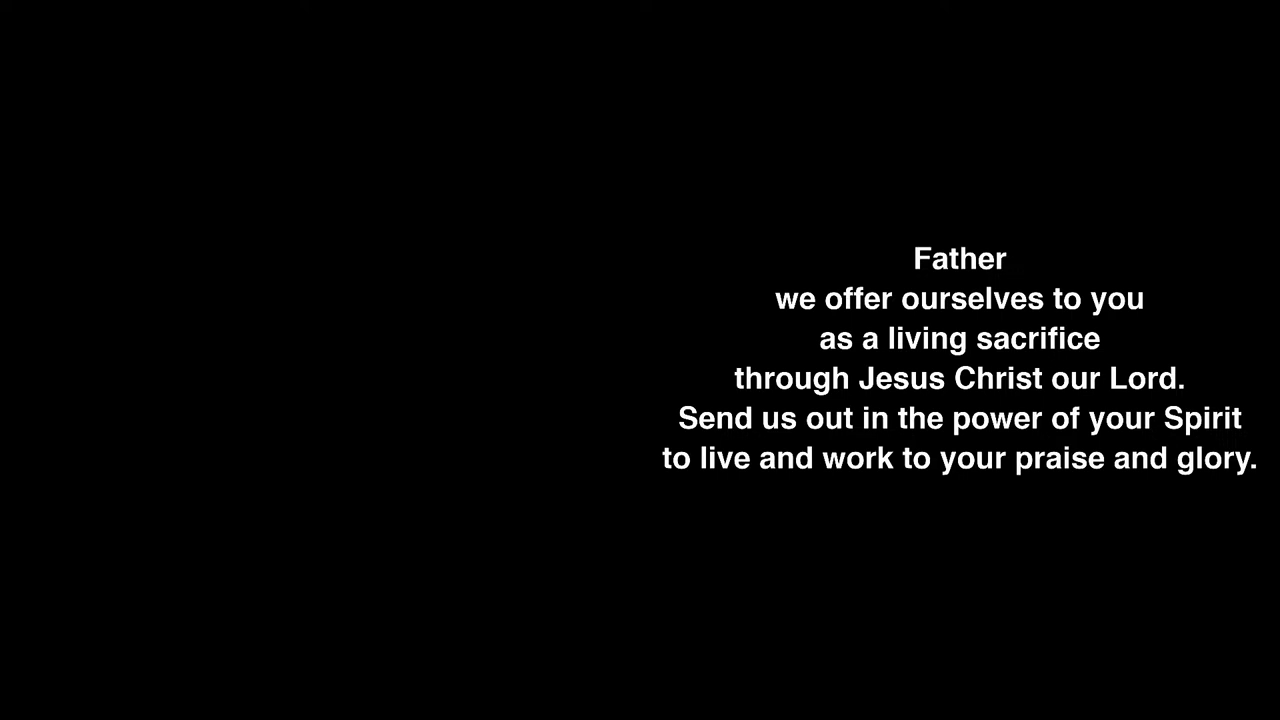 Father
we offer ourselves to you
as a living sacrifice
through Jesus Christ our Lord.
Send us out in the power of your Spirit
to live and work to your praise and glory.